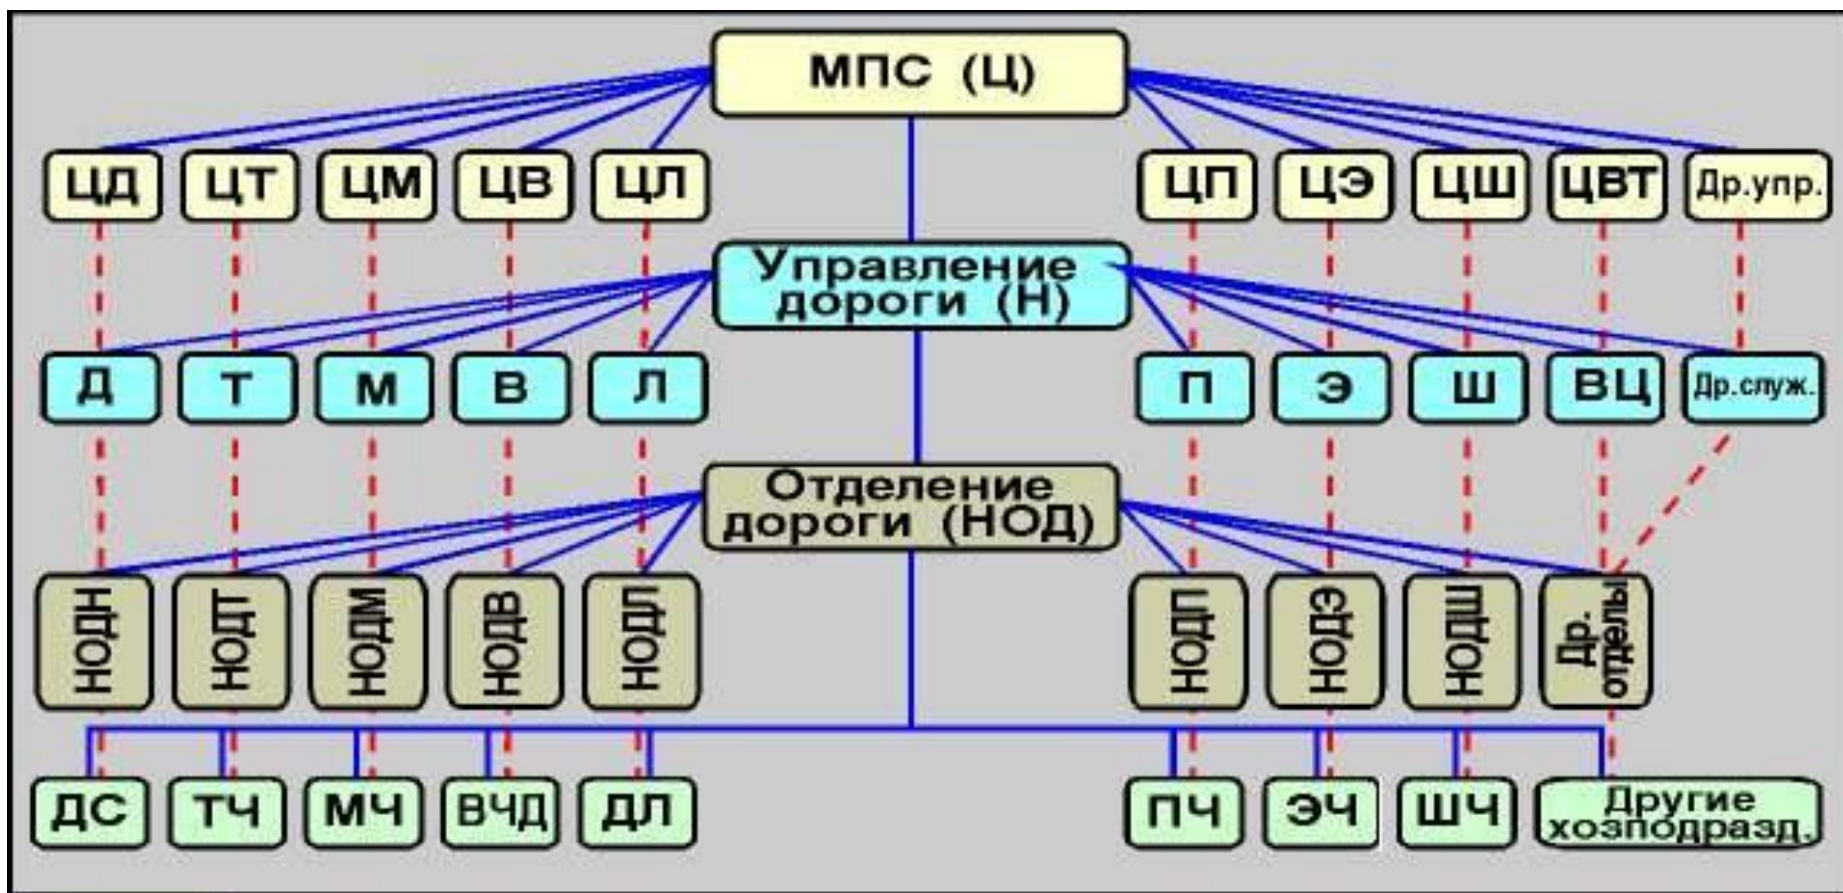 МПС (Ц)
ЦД ЦТ ЦМ ЦВ ЦЛ ЦП ЦЭ ЦШ ЦВТ Др.упр.
Управление
дороги (Н)
Д Т М В Л П Э Ш ВЦ Др.служ.
Отделение
дороги (НОД)
НОДН
НОДТ
НОДМ
НОДВ
НОДЛ
НОДП
НОДЭ
НОДШ
Др.
отделы
ДС ТЧ МЧ ВЧД ДЛ ПЧ ЭЧ ШЧ
Другие
хозподразд.